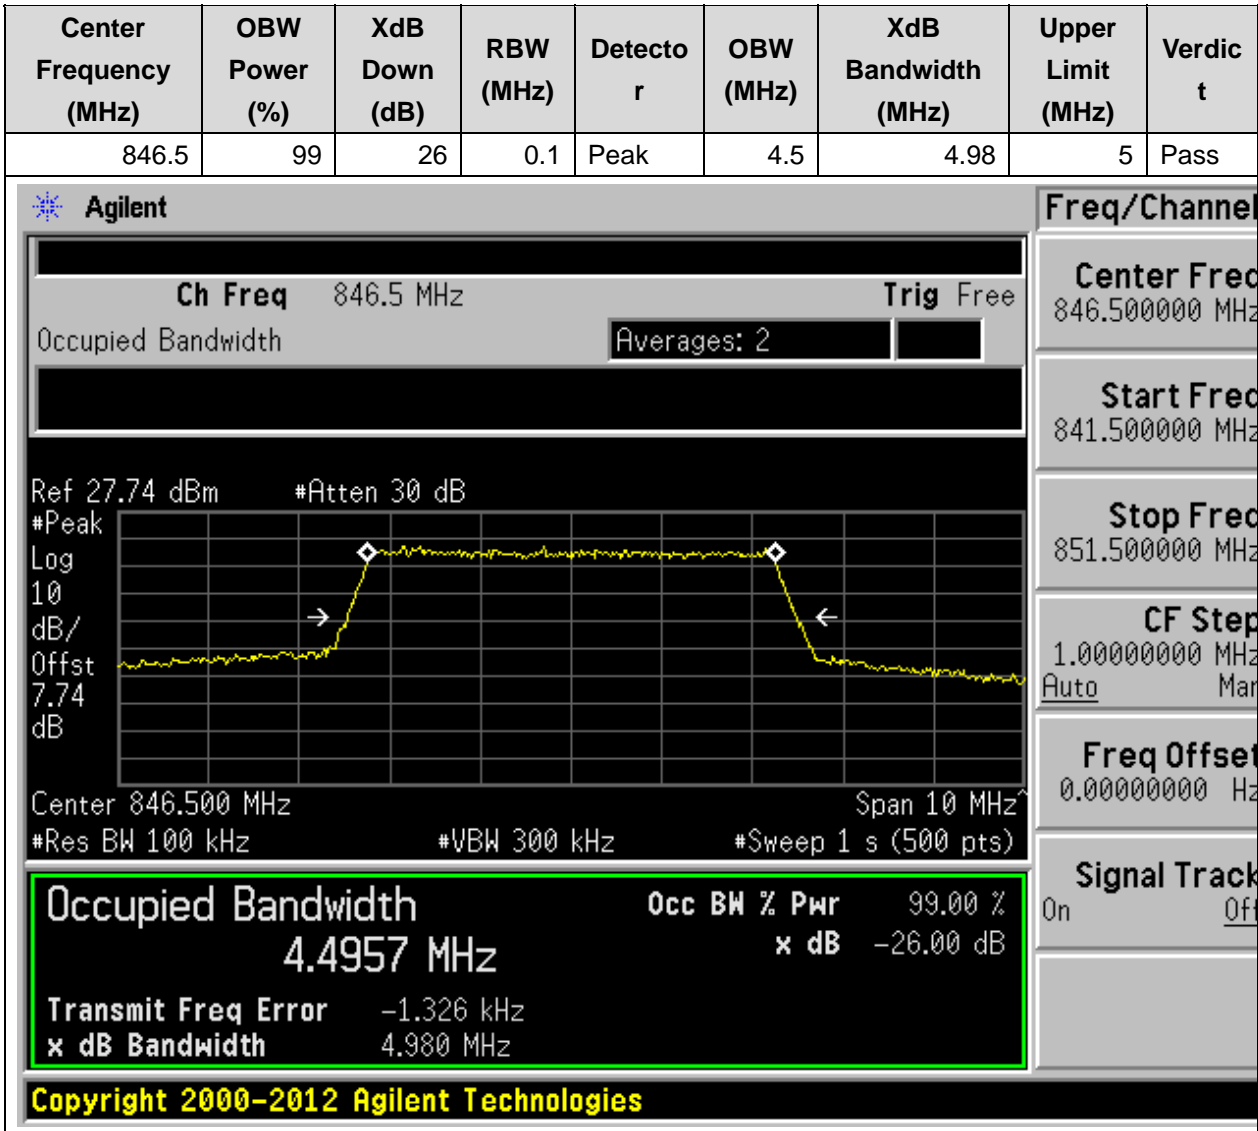 Center Frequency (MHz) OBW Power (%) XdB Down (dB) RBW (MHz) Detecto r OBW (MHz) XdB Bandwidth (MHz) Upper Limit (MHz) Verdic t
846.5 99 26 0.1 Peak 4.5 4.98 5 Pass
Agilent
Freq/Channel
Ch Freq 846.5 MHz Trig Free
Occupied Bandwidth Averages: 2
Center Freq
846.500000 MHz
Start Freq
841.500000 MHz
Stop Freq
851.500000 MHz
CF Step
1.00000000 MHz
Auto Man
Freq Offset
0.00000000 Hz
Signal Track
On Off
Ref 27.74 dBm #Atten 30 dB
#Peak
Log
10
dB/
Offst
7.74
dB
Center 846.500 MHz Span 10 MHz^
#Res BW 100 kHz #VBW 300 kHz #Sweep 1 s (500 pts)
Occupied Bandwidth Occ BW % Pwr 99.00 %
4.4957 MHz x dB -26.00 dB
Transmit Freq Error -1.326 kHz
x dB Bandwidth 4.980 MHz
Copyright 2000-2012 Agilent Technologies